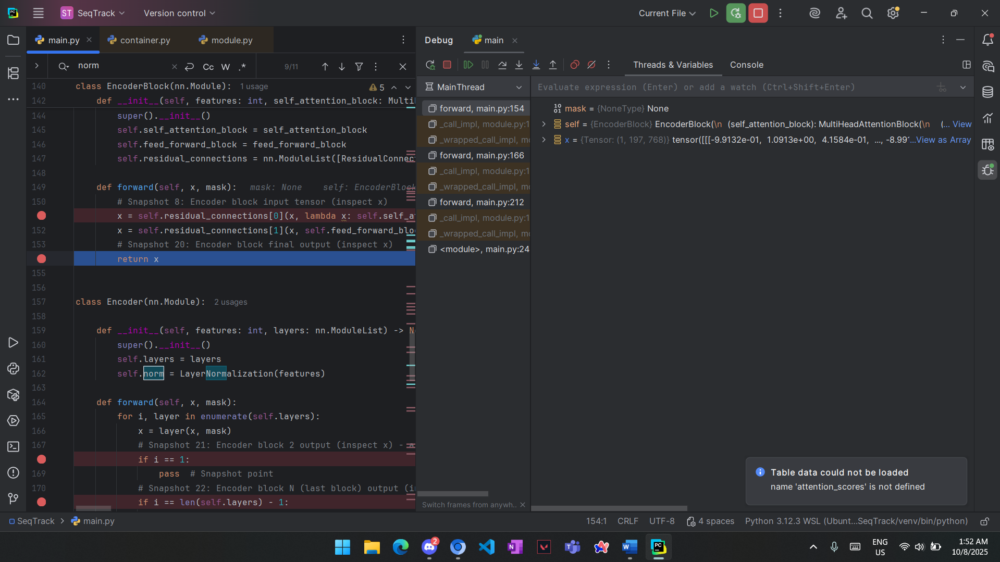 ST SeqTrack Version control Current File
main.py container.py module.py
norm Cc W .* 9/11
140 class EncoderBlock(nn.Module): 1 usage 5
142 def __init__(self, features: int, self_attention_block: Multi
144 super().__init__()
145 self.self_attention_block = self_attention_block
146 self.feed_forward_block = feed_forward_block
147 self.residual_connections = nn.ModuleList([ResidualConnec
148
149 def forward(self, x, mask): mask: None self: EncoderBlock
150 # Snapshot 8: Encoder block input tensor (inspect x)
x = self.residual_connections[0](x, lambda x: self.self_a
152 x = self.residual_connections[1](x, self.feed_forward_blo
153 # Snapshot 20: Encoder block final output (inspect x)
return x
155
156
157 class Encoder(nn.Module): 2 usages
158
159 def __init__(self, features: int, layers: nn.ModuleList) -> N
160 super().__init__()
161 self.layers = layers
162 self.norm = LayerNormalization(features)
163
164 def forward(self, x, mask):
165 for i, layer in enumerate(self.layers):
166 x = layer(x, mask)
167 # Snapshot 21: Encoder block 2 output (inspect x) - a
if i == 1:
169 pass # Snapshot point
170 # Snapshot 22: Encoder block N (last block) output (i
if i == len(self.layers) - 1:
Debug main
Threads & Variables Console
MainThread
forward, main.py:154
_call_impl, module.py:1
_wrapped_call_impl, mo
forward, main.py:166
_call_impl, module.py:1
_wrapped_call_impl, mo
forward, main.py:212
_call_impl, module.py:1
_wrapped_call_impl, mo
<module>, main.py:24
Switch frames from anywh..
Evaluate expression (Enter) or add a watch (Ctrl+Shift+Enter)
mask = {NoneType} None
self = {EncoderBlock} EncoderBlock(\n (self_attention_block): MultiHeadAttentionBlock(\n (... View
x = {Tensor: (1, 197, 768)} tensor([[[-9.9132e-01, 1.0913e+00, 4.1584e-01, ..., -8.99...View as Array
Table data could not be loaded
name 'attention_scores' is not defined
SeqTrack main.py 154:1 CRLF UTF-8 4 spaces Python 3.12.3 WSL (Ubunt...SeqTrack/venv/bin/python)
2
ENG
US
1:52 AM
10/8/2025